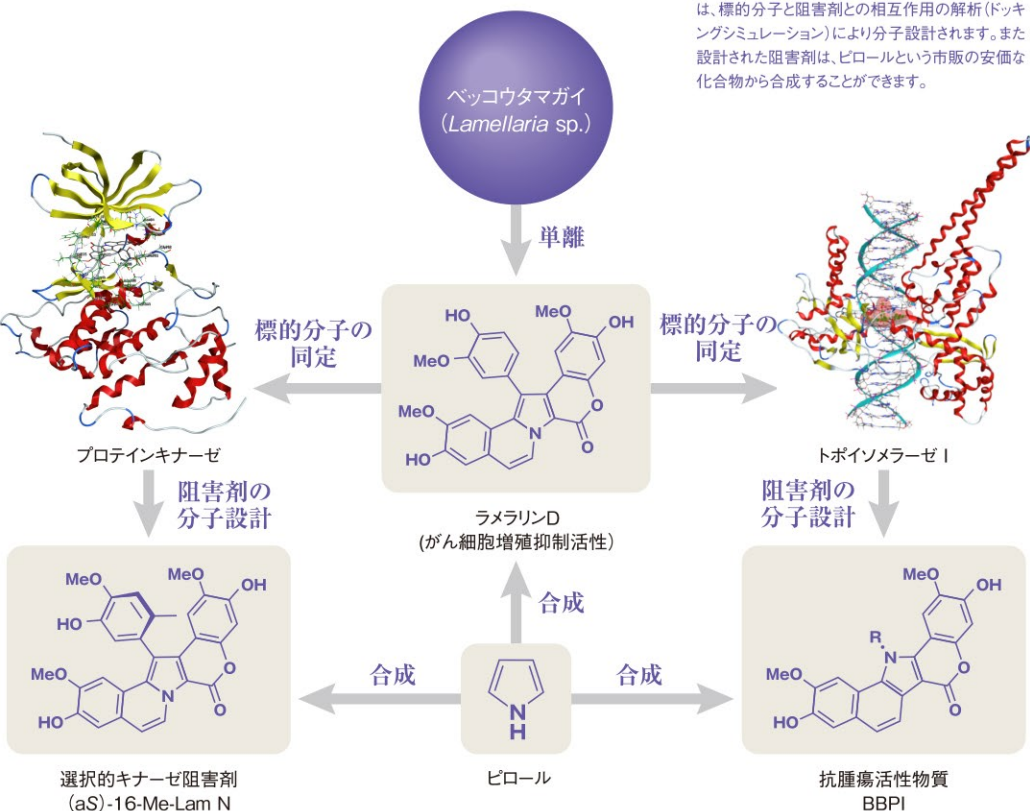 は、標的分子と阻害剤との相互作用の解析(ドッキ
ングシミュレーション)により分子設計されます。また
設計された阻害剤は、ピロールという市販の安価な
化合物から合成することができます。
ベッコウタマガイ
(Lamellaria sp.)
単離
標的分子の
同定
標的分子の
同定
HO
MeO
MeO
OH
MeO
HO
N
O
O
プロテインキナーゼ
トポイソメラーゼ I
ラメラリンD
(がん細胞増殖抑制活性)
阻害剤の
分子設計
阻害剤の
分子設計
合成
MeO
HO
MeO
OH
MeO
HO
N
O
O
合成
N
H
合成
MeO
OH
R
N
MeO
HO
O
O
選択的キナーゼ阻害剤
(aS)-16-Me-Lam N
ピロール
抗腫瘍活性物質
BBPI